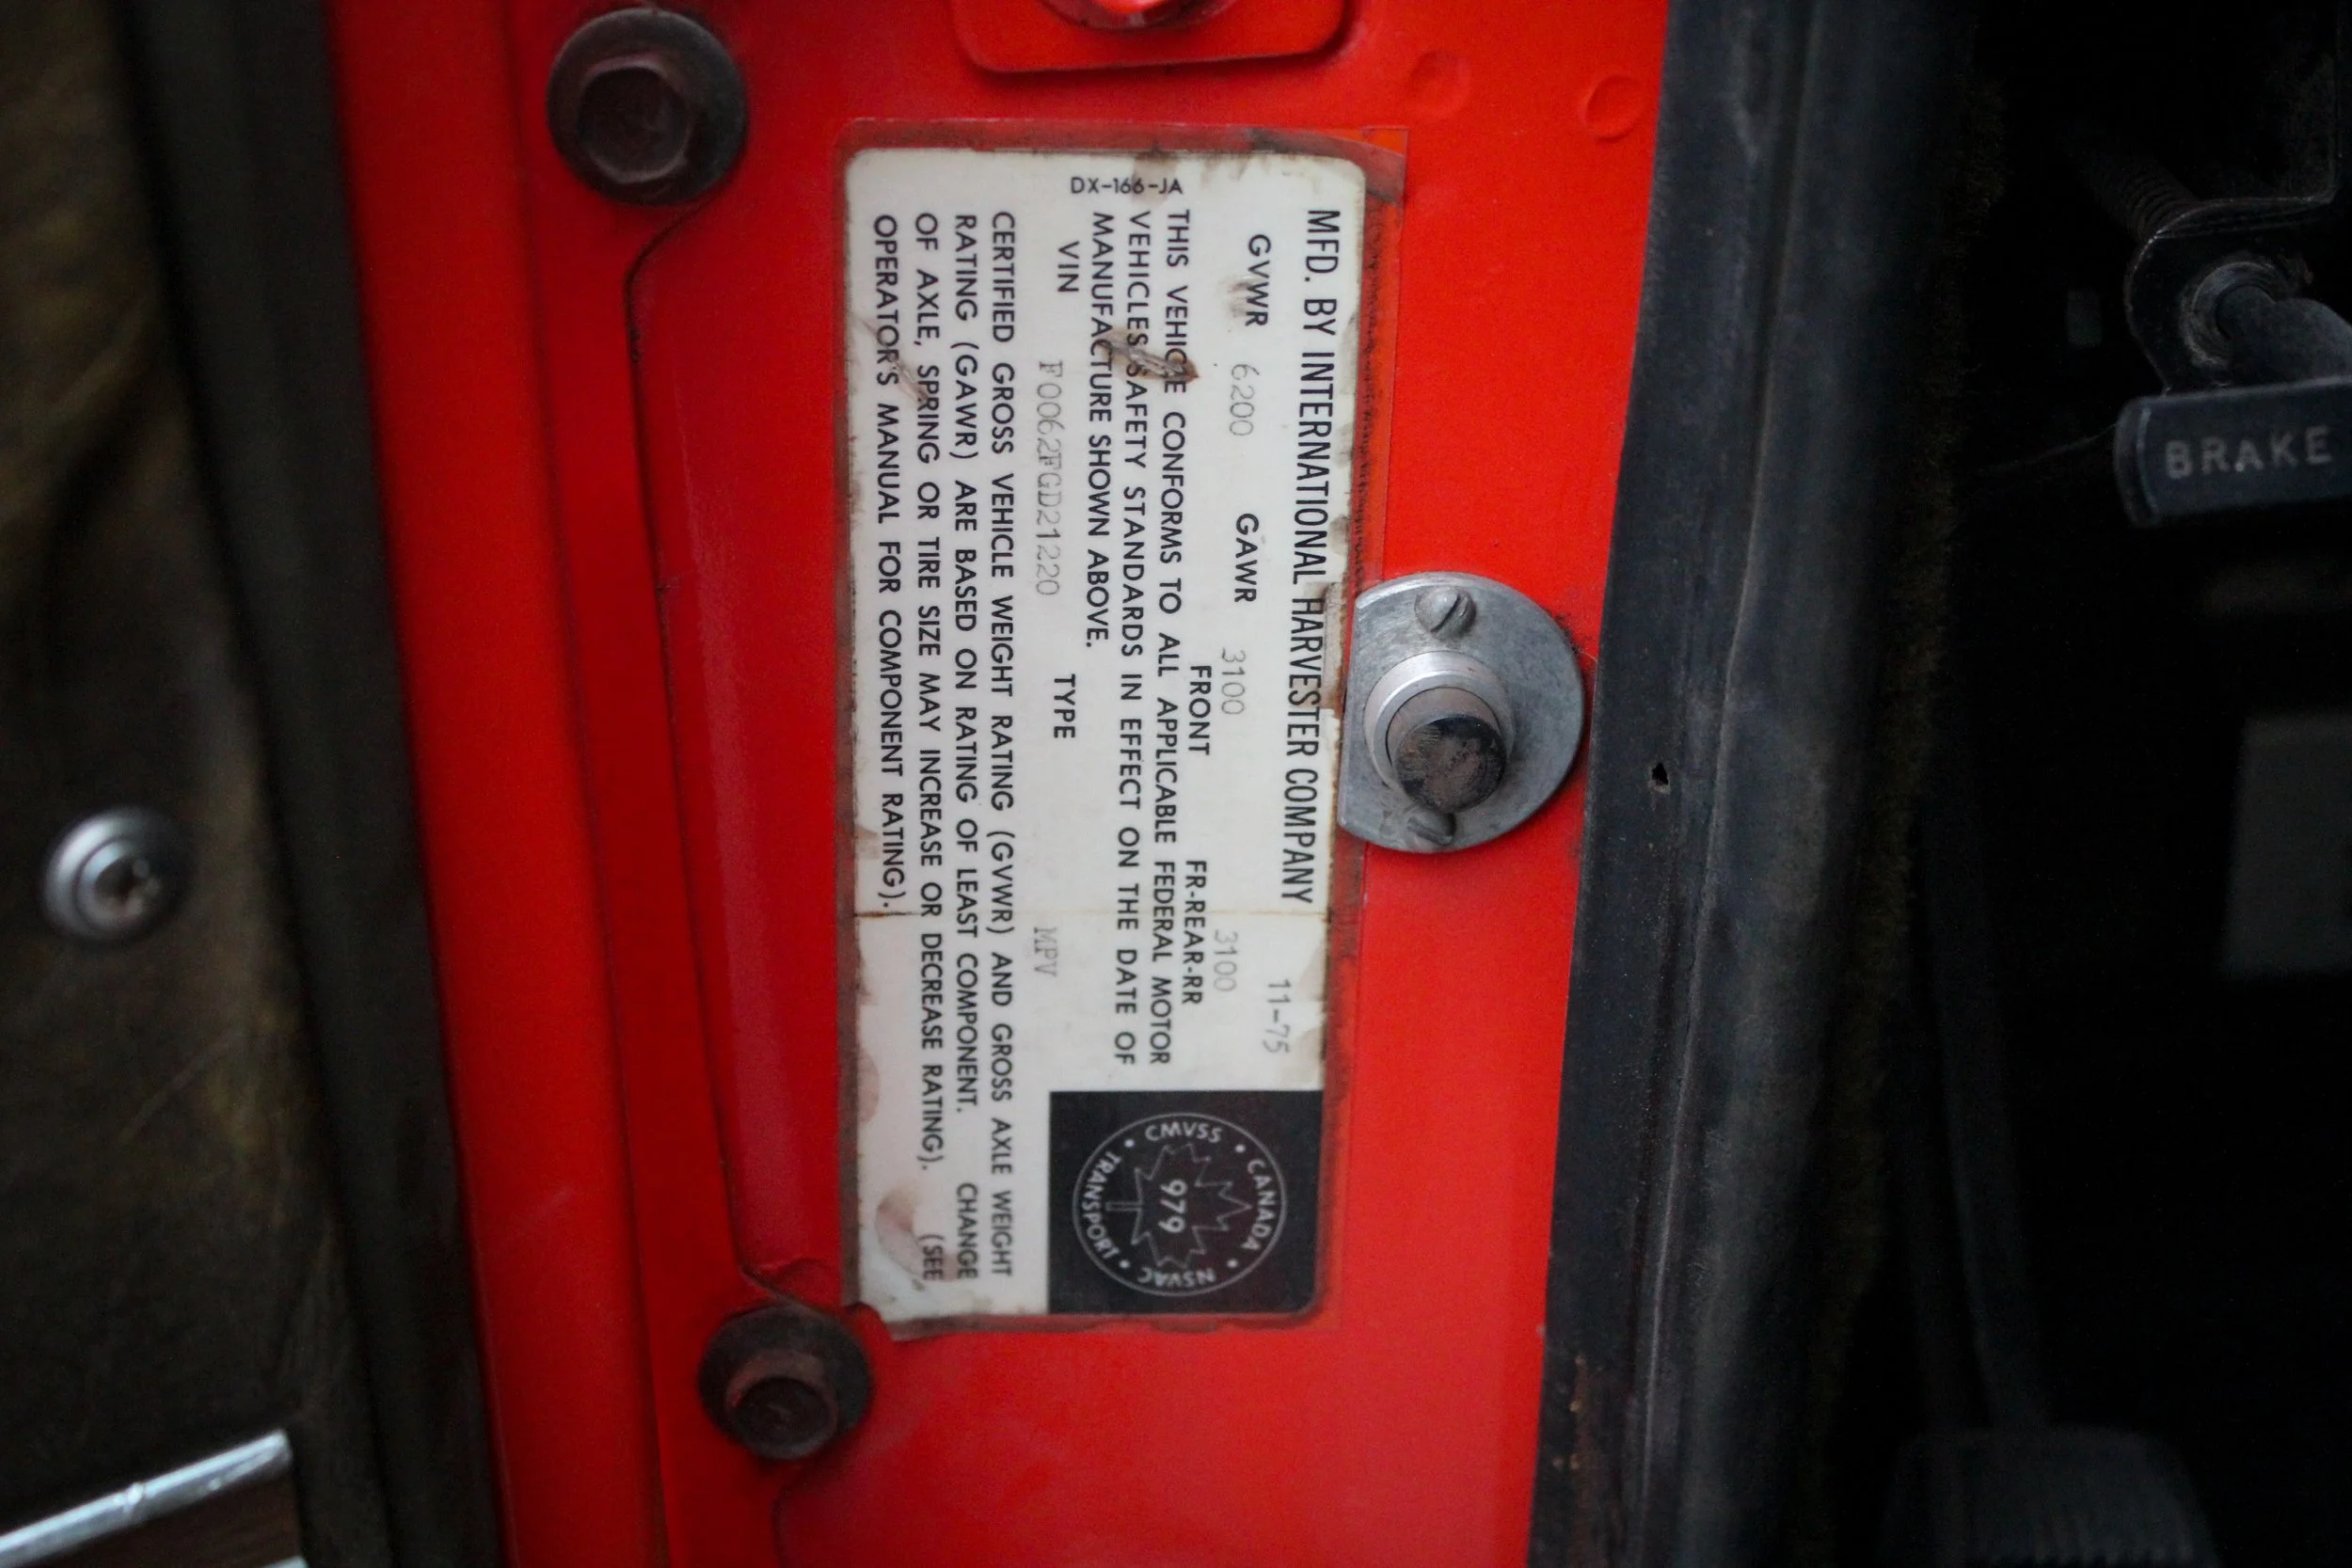 MFD. BY INTERNATIONAL HARVESTER COMPANY 11-75
GVWR 6200 GAWR 3100 3100
FRONT FR-REAR-RR
THIS VEHICLE CONFORMS TO ALL APPLICABLE FEDERAL MOTOR
VEHICLES SAFETY STANDARDS IN EFFECT ON THE DATE OF
MANUFACTURE SHOWN ABOVE.
DX-166-JA
VIN F0062FGD21220 TYPE MPV
CERTIFIED GROSS VEHICLE WEIGHT RATING (GVWR) AND GROSS AXLE WEIGHT
RATING (GAWR) ARE BASED ON RATING OF LEAST COMPONENT. CHANGE
OF AXLE, SPRING OR TIRE SIZE MAY INCREASE OR DECREASE RATING). (SEE
OPERATOR'S MANUAL FOR COMPONENT RATING).
CANADA • NSVAC • TRANSPORT • CMVSS •
979
BRAKE